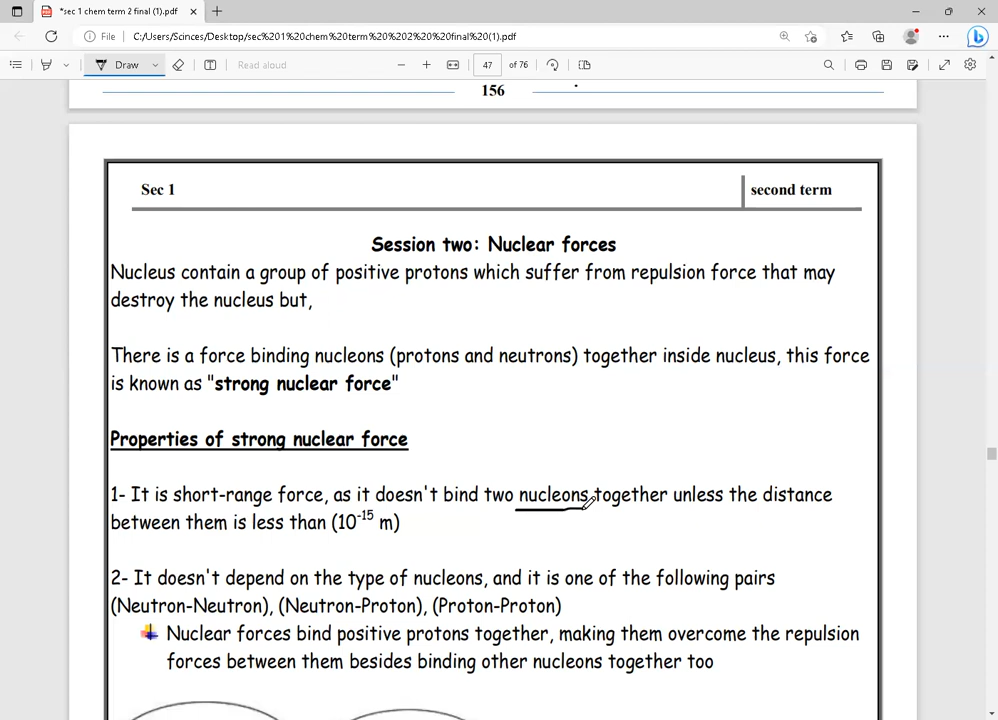 *sec 1 chem term 2 final (1).pdf
File
C:/Users/Scinces/Desktop/sec%201%20chem%20term%20%202%20%20final%20(1).pdf
Draw
Read aloud
47 of 76
156
Sec 1
second term
Session two: Nuclear forces
Nucleus contain a group of positive protons which suffer from repulsion force that may
destroy the nucleus but,
There is a force binding nucleons (protons and neutrons) together inside nucleus, this force
is known as "strong nuclear force"
Properties of strong nuclear force
1- It is short-range force, as it doesn't bind two nucleons together unless the distance
between them is less than (10⁻¹⁵ m)
2- It doesn't depend on the type of nucleons, and it is one of the following pairs
(Neutron-Neutron), (Neutron-Proton), (Proton-Proton)
Nuclear forces bind positive protons together, making them overcome the repulsion
forces between them besides binding other nucleons together too